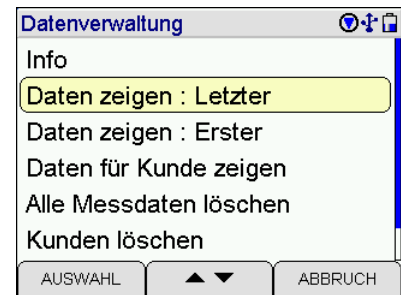 Datenverwaltung
Info
Daten zeigen : Letzter
Daten zeigen : Erster
Daten für Kunde zeigen
Alle Messdaten löschen
Kunden löschen
AUSWAHL ABBRUCH